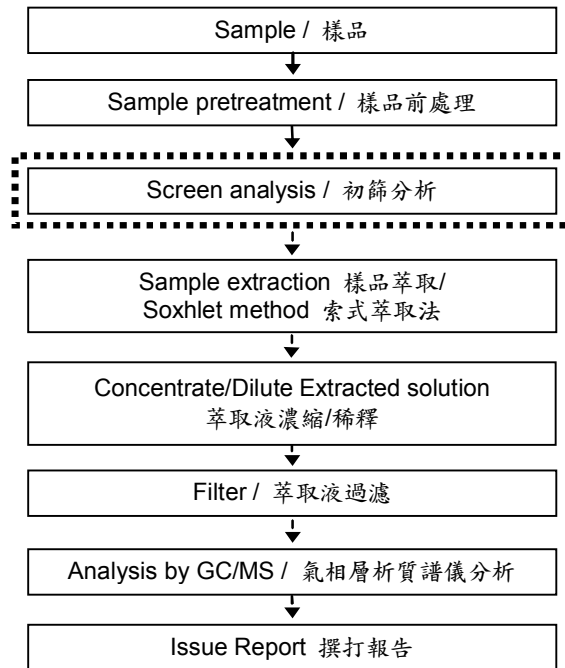 Sample / 樣品
Sample pretreatment / 樣品前處理
Screen analysis / 初篩分析
Sample extraction 樣品萃取/
Soxhlet method 索式萃取法
Concentrate/Dilute Extracted solution
萃取液濃縮/稀釋
Filter / 萃取液過濾
Analysis by GC/MS / 氣相層析質譜儀分析
Issue Report 撰打報告